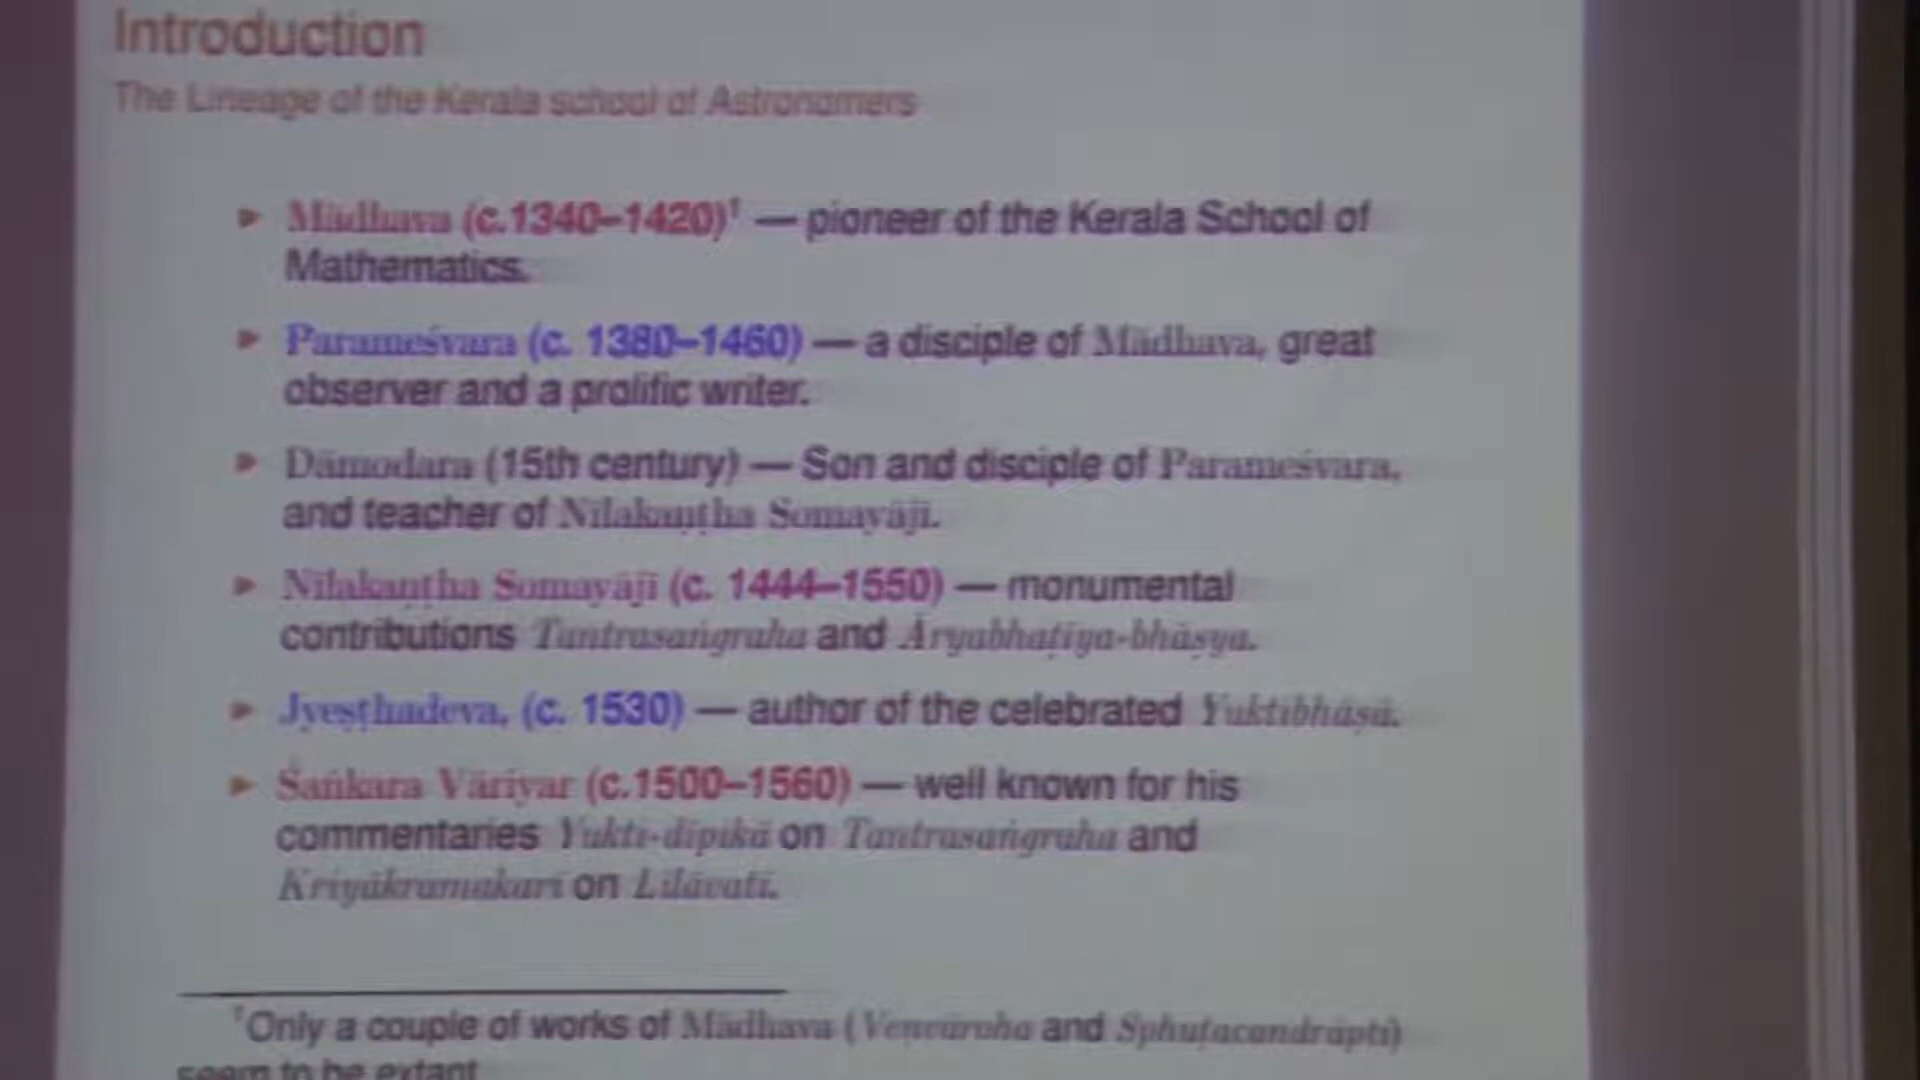 Introduction
The Lineage of the Kerala school of Astronomers
► Mādhava (c.1340–1420)¹ — pioneer of the Kerala School of
Mathematics.
► Parameśvara (c. 1380–1460) — a disciple of Mādhava, great
observer and a prolific writer.
► Dāmodara (15th century) — Son and disciple of Parameśvara,
and teacher of Nīlakaṇṭha Somayājī.
► Nīlakaṇṭha Somayājī (c. 1444–1550) — monumental
contributions Tantrasaṅgraha and Āryabhaṭīya-bhāṣya.
► Jyeṣṭhadeva, (c. 1530) — author of the celebrated Yuktibhāṣā.
► Śaṅkara Vāriyar (c.1500–1560) — well known for his
commentaries Yukti-dīpikā on Tantrasaṅgraha and
Kriyākramakarī on Līlāvatī.
¹Only a couple of works of Mādhava (Veṇvāroha and Sphuṭacandrāpti)
seem to be extant